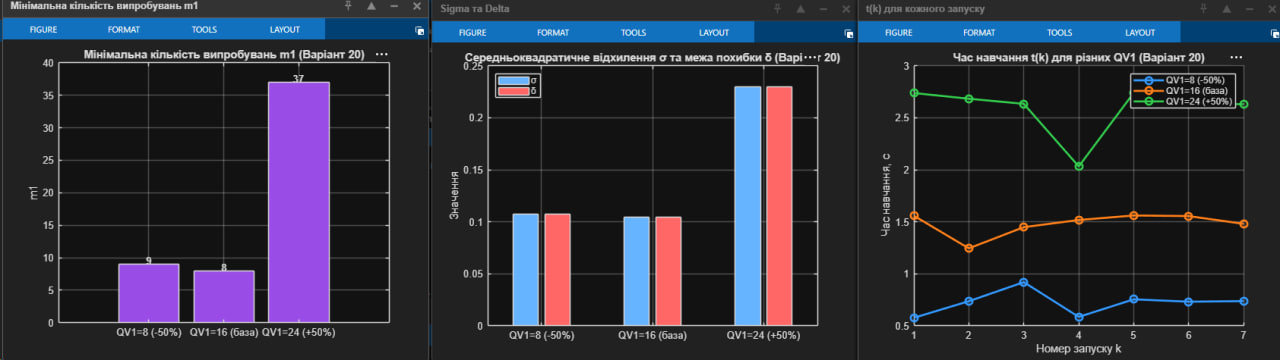 Мінімальна кількість випробувань m1
FIGURE FORMAT TOOLS LAYOUT
Мінімальна кількість випробувань m1 (Варіант 20)
40
35
30
25
20
15
10
5
0
m1
9
8
37
QV1=8 (-50%) QV1=16 (база) QV1=24 (+50%)
Sigma та Delta
FIGURE FORMAT TOOLS LAYOUT
Середньоквадратичне відхилення σ та межа похибки δ (Варі 20)
σ
δ
0.25
0.2
0.15
0.1
0.05
0
Значення
QV1=8 (-50%) QV1=16 (база) QV1=24 (+50%)
t(k) для кожного запуску
FIGURE FORMAT TOOLS LAYOUT
Час навчання t(k) для різних QV1 (Варіант 20)
QV1=8 (-50%)
QV1=16 (база)
QV1=24 (+50%)
3
2.5
2
1.5
1
0.5
Час навчання, с
1 2 3 4 5 6 7
Номер запуску k